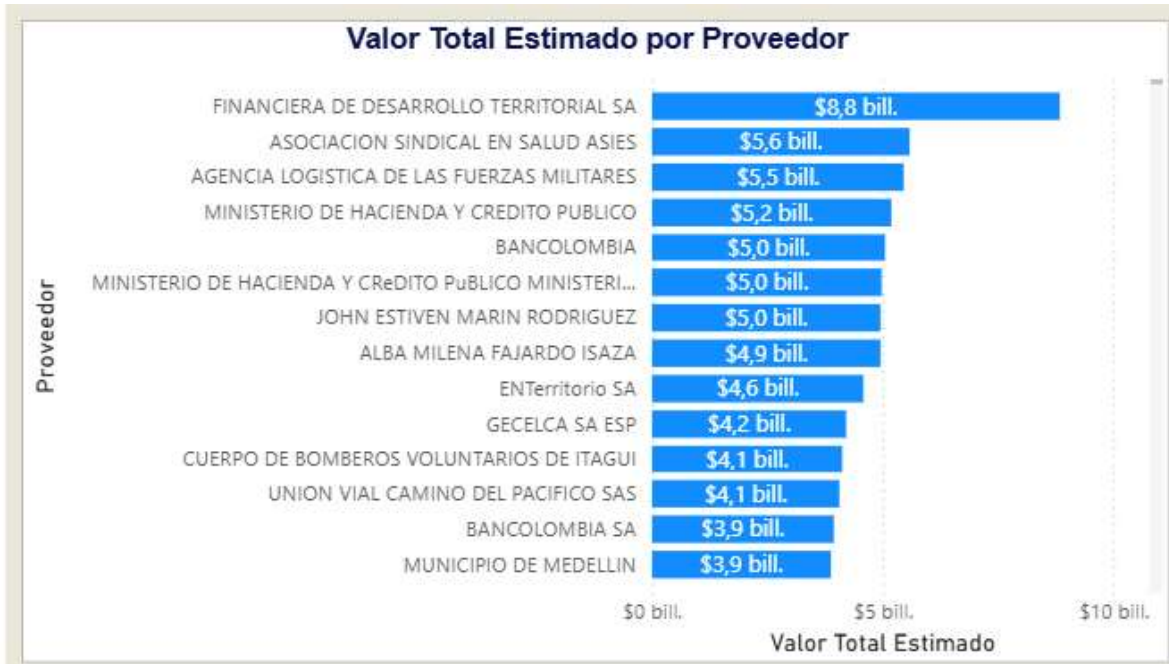 Valor Total Estimado por Proveedor
FINANCIERA DE DESARROLLO TERRITORIAL SA $8,8 bill.
ASOCIACION SINDICAL EN SALUD ASIES $5,6 bill.
AGENCIA LOGISTICA DE LAS FUERZAS MILITARES $5,5 bill.
MINISTERIO DE HACIENDA Y CREDITO PUBLICO $5,2 bill.
BANCOLOMBIA $5,0 bill.
MINISTERIO DE HACIENDA Y CReDITO PuBLICO MINISTERI... $5,0 bill.
JOHN ESTIVEN MARIN RODRIGUEZ $5,0 bill.
ALBA MILENA FAJARDO ISAZA $4,9 bill.
ENTerritorio SA $4,6 bill.
GECELCA SA ESP $4,2 bill.
CUERPO DE BOMBEROS VOLUNTARIOS DE ITAGUI $4,1 bill.
UNION VIAL CAMINO DEL PACIFICO SAS $4,1 bill.
BANCOLOMBIA SA $3,9 bill.
MUNICIPIO DE MEDELLIN $3,9 bill.
Proveedor
$0 bill. $5 bill. $10 bill.
Valor Total Estimado